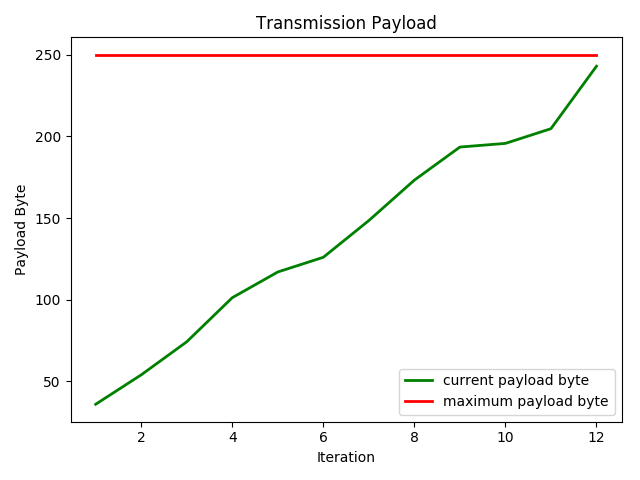 Transmission Payload
250
200
150
100
50
Payload Byte
current payload byte
maximum payload byte
2 4 6 8 10 12
Iteration